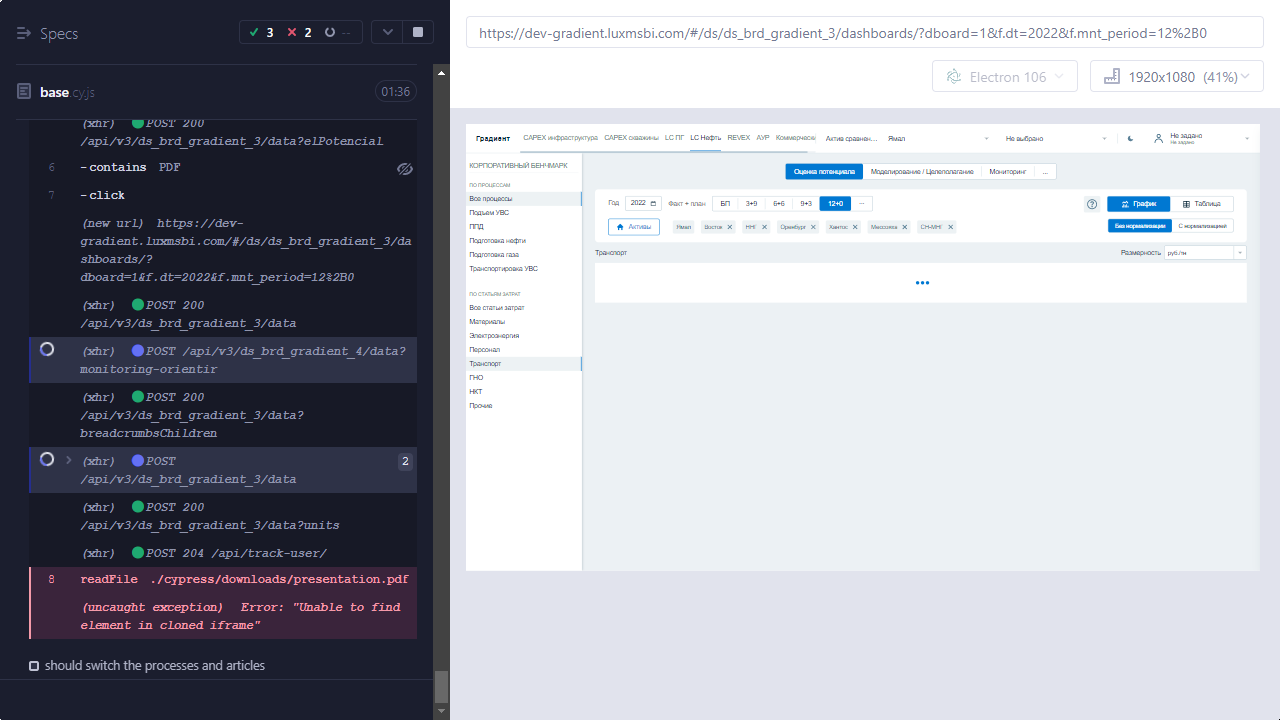 Specs
3 2 --
base.cy.js 01:36
(xhr) POST 200
/api/v3/ds_brd_gradient_3/data?elPotencial
6 -contains PDF
7 -click
(new url) https://dev-
gradient.luxmsbi.com/#/ds/ds_brd_gradient_3/da
shboards/?
dboard=1&f.dt=2022&f.mnt_period=12%2B0
(xhr) POST 200
/api/v3/ds_brd_gradient_3/data
(xhr) POST /api/v3/ds_brd_gradient_4/data?
monitoring-orientir
(xhr) POST 200
/api/v3/ds_brd_gradient_3/data?
breadcrumbsChildren
(xhr) POST 2
/api/v3/ds_brd_gradient_3/data
(xhr) POST 200
/api/v3/ds_brd_gradient_3/data?units
(xhr) POST 204 /api/track-user/
8 readFile ./cypress/downloads/presentation.pdf
(uncaught exception) Error: "Unable to find
element in cloned iframe"
should switch the processes and articles
https://dev-gradient.luxmsbi.com/#/ds/ds_brd_gradient_3/dashboards/?dboard=1&f.dt=2022&f.mnt_period=12%2B0
Electron 106 1920x1080 (41%)
Градиент CAPEX инфраструктура CAPEX скважины LC ПГ LC Нефть REVEX АУР Коммерчески Актив сравнен... Ямал Не выбрано Не задано
Не задано
КОРПОРАТИВНЫЙ БЕНЧМАРК
ПО ПРОЦЕССАМ
Все процессы
Подъем УВС
ППД
Подготовка нефти
Подготовка газа
Транспортировка УВС
ПО СТАТЬЯМ ЗАТРАТ
Все статьи затрат
Материалы
Электроэнергия
Персонал
Транспорт
ГНО
НКТ
Прочие
Оценка потенциала Моделирование / Целеполагание Мониторинг ...
Год 2022 Факт + план БП 3+9 6+6 9+3 12+0 ... График Таблица
Активы Ямал Восток ННГ Оренбург Хантос Мессояха СН-МНГ Без нормализации С нормализацией
Транспорт Размерность руб./тн